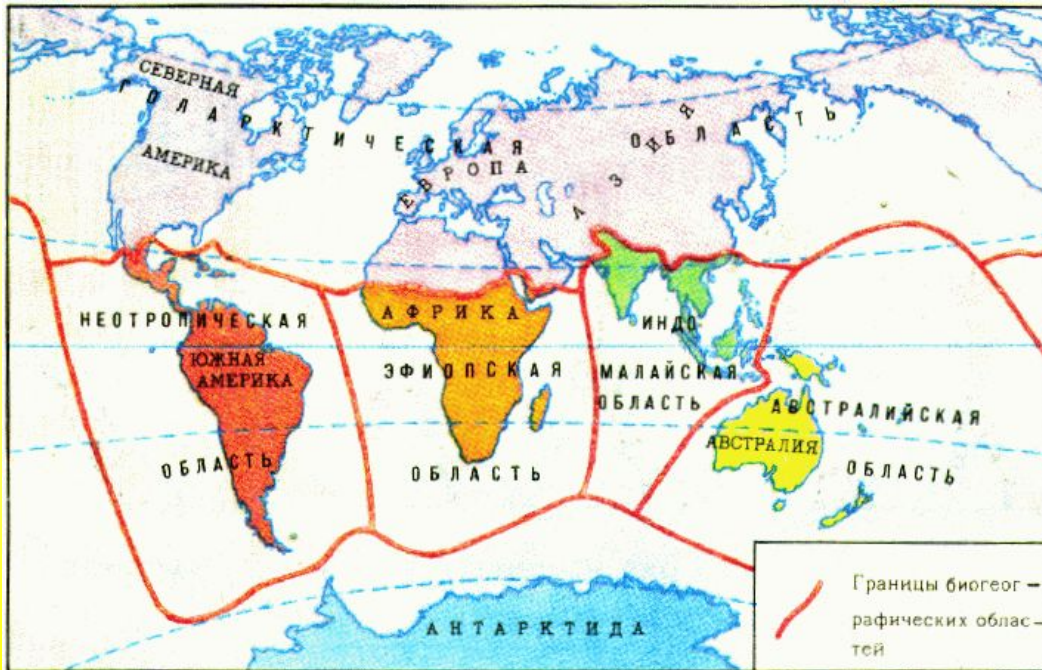 СЕВЕРНАЯ
АМЕРИКА
ГОЛАРКТИЧЕСКАЯ ОБЛАСТЬ
ЕВРОПА
АЗИЯ
НЕОТРОПИЧЕСКАЯ
ОБЛАСТЬ
ЮЖНАЯ
АМЕРИКА
АФРИКА
ЭФИОПСКАЯ
ОБЛАСТЬ
ИНДО
МАЛАЙСКАЯ
ОБЛАСТЬ
АВСТРАЛИЙСКАЯ
ОБЛАСТЬ
АВСТРАЛИЯ
АНТАРКТИДА
Границы биогеог-
рафических облас-
тей